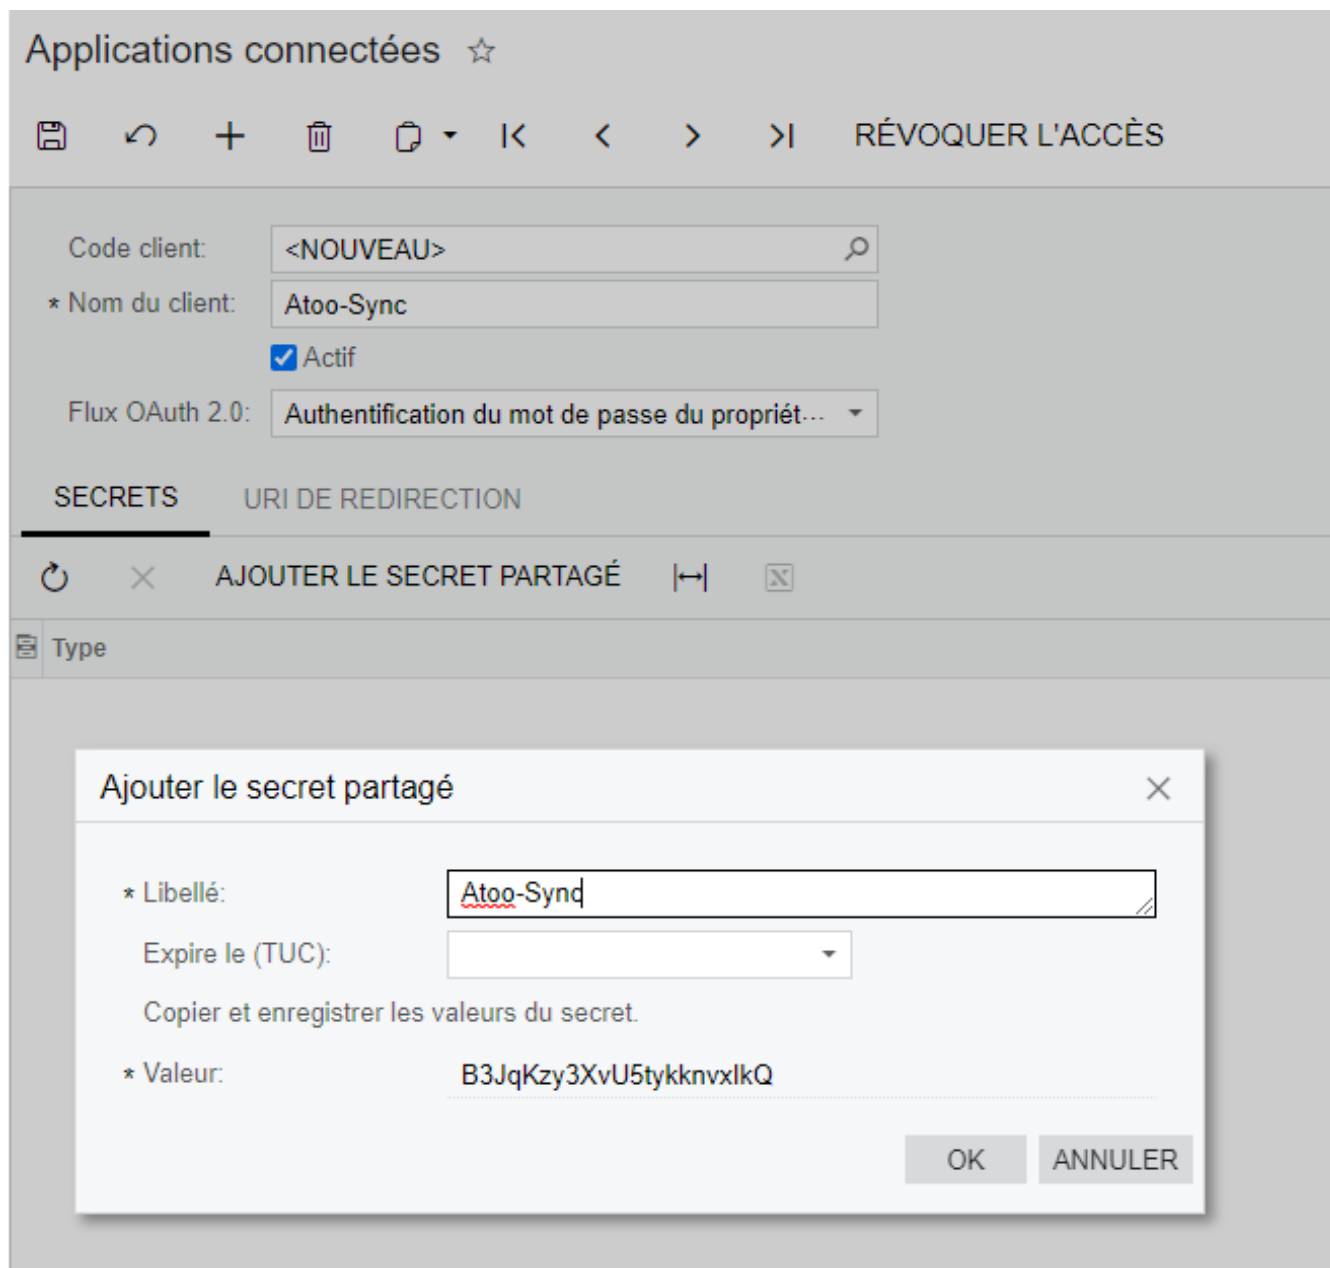 Applications connectées
RÉVOQUER L'ACCÈS
Code client: <NOUVEAU>
* Nom du client: Atoo-Sync
Actif
Flux OAuth 2.0: Authentification du mot de passe du propriét...
SECRETS URI DE REDIRECTION
AJOUTER LE SECRET PARTAGÉ
Type
Ajouter le secret partagé
* Libellé: Atoo-Sync
Expire le (TUC):
Copier et enregistrer les valeurs du secret.
* Valeur: B3JqKzy3XvU5tykknvxlkQ
OK ANNULER